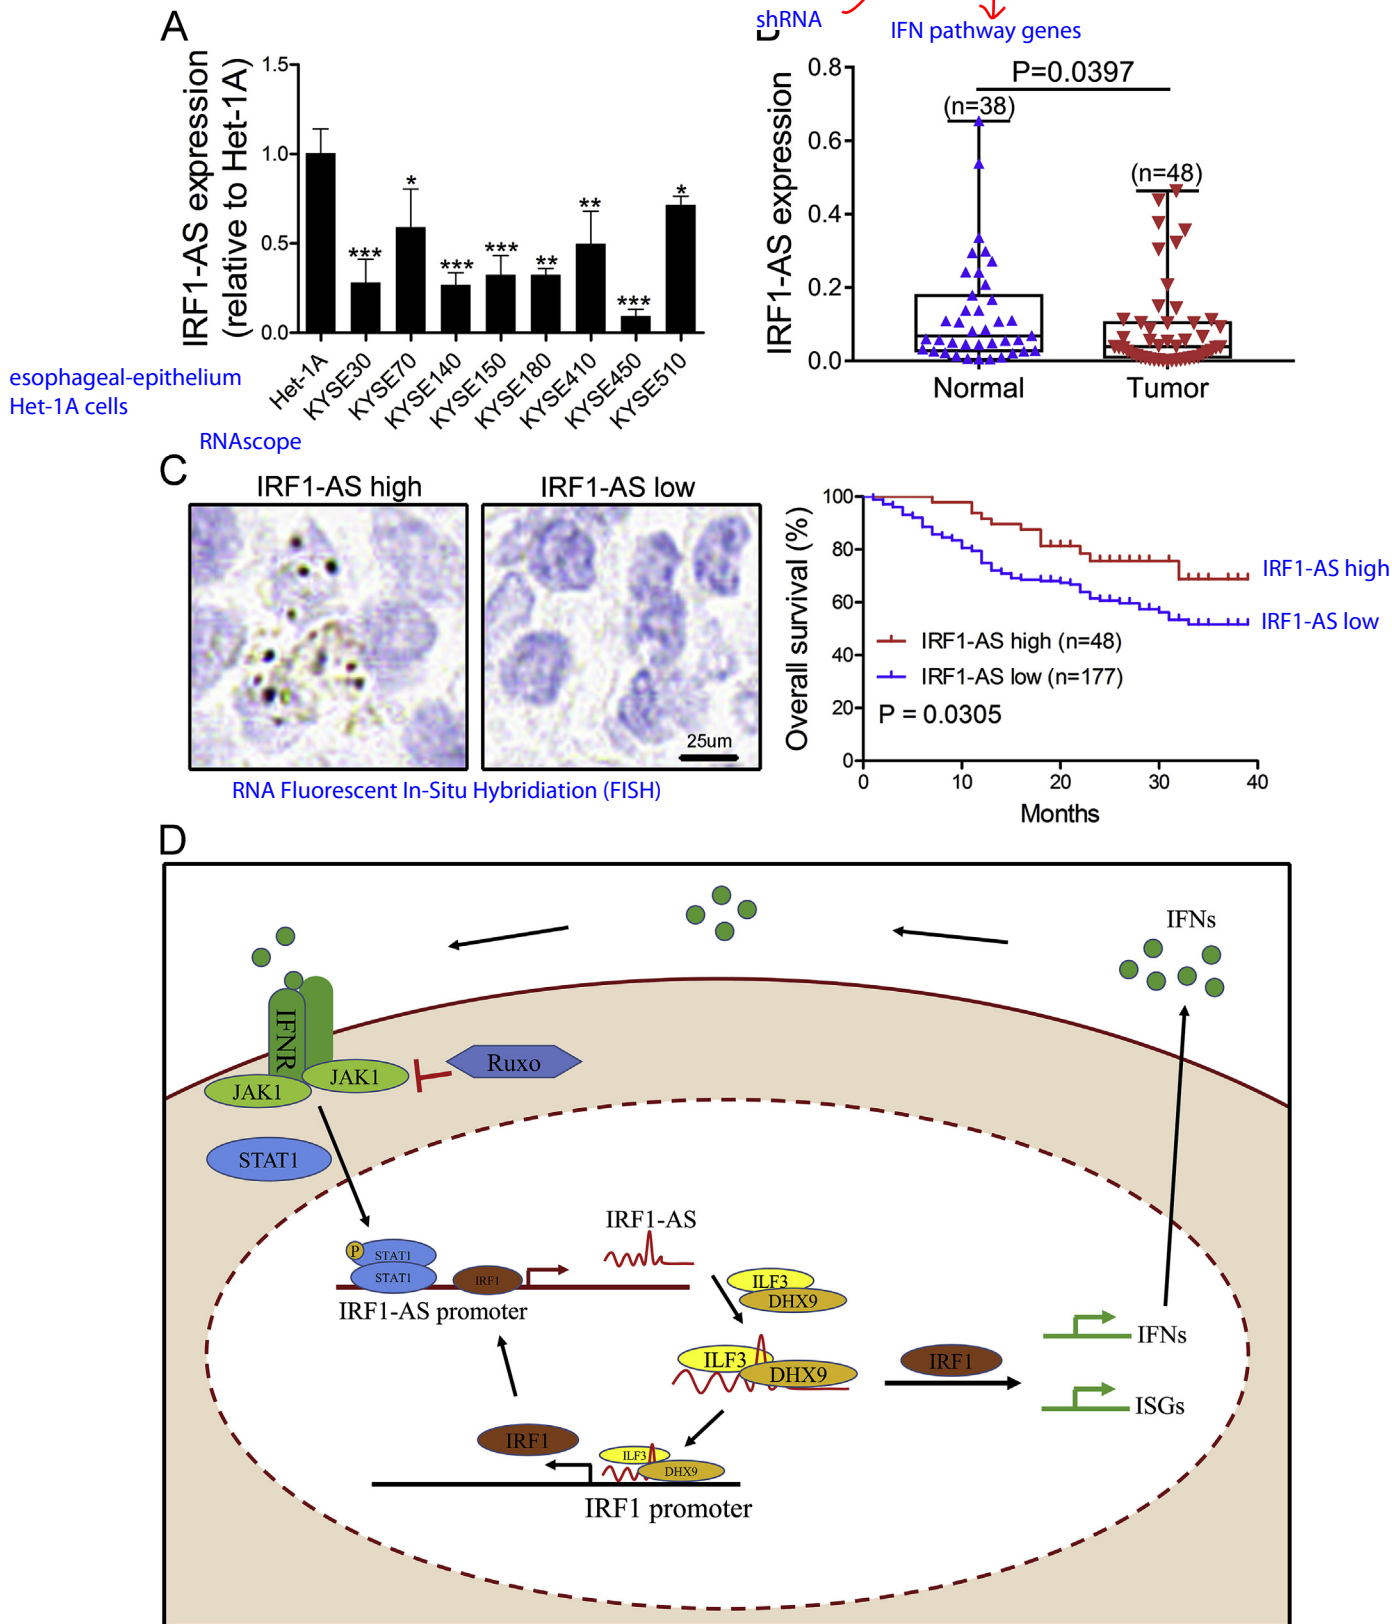 shRNA
IFN pathway genes
A
IRF1-AS expression
(relative to Het-1A)
1.5
1.0
0.5
0.0
***
*
***
***
**
**
***
*
Het-1A
KYSE30
KYSE70
KYSE140
KYSE150
KYSE180
KYSE410
KYSE450
KYSE510
esophageal-epithelium
Het-1A cells
IRF1-AS expression
0.8
0.6
0.4
0.2
0.0
P=0.0397
(n=38)
(n=48)
Normal
Tumor
RNAscope
C
IRF1-AS high
IRF1-AS low
25um
RNA Fluorescent In-Situ Hybridiation (FISH)
Overall survival (%)
100
80
60
40
20
0
IRF1-AS high
IRF1-AS low
IRF1-AS high (n=48)
IRF1-AS low (n=177)
P = 0.0305
0
10
20
30
40
Months
D
IFNs
IFNR
JAK1
JAK1
Ruxo
STAT1
IRF1-AS
P
STAT1
STAT1
IRF1
IRF1-AS promoter
ILF3
DHX9
ILF3
DHX9
IRF1
IFNs
ISGs
IRF1
ILF3
DHX9
IRF1 promoter